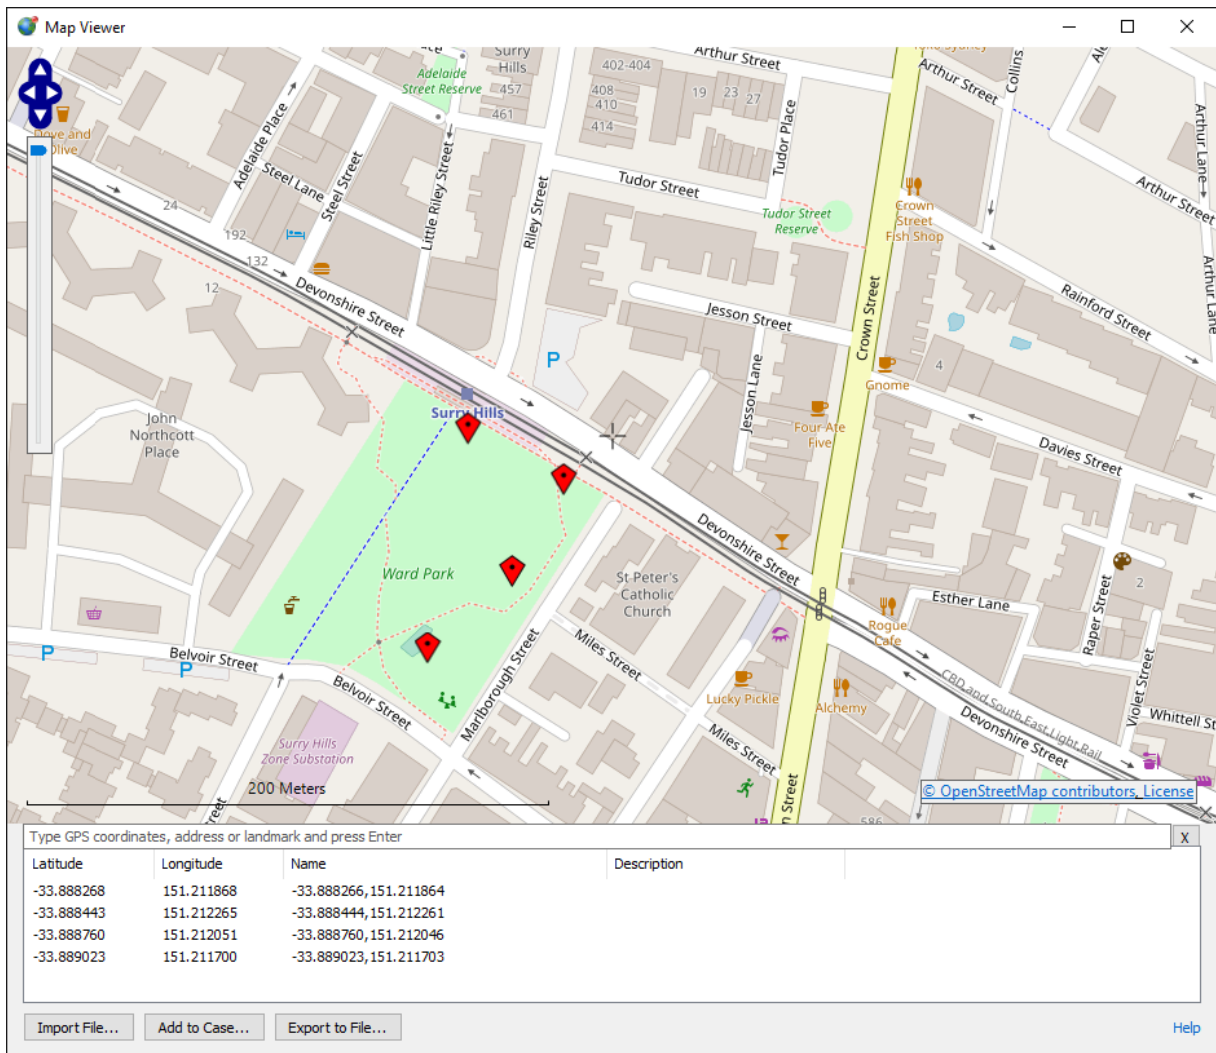 Map Viewer
Surry
Hills
402-404
Arthur Street
Arthur Street
Collins
Adelaide
Street Reserve
457
408
410
461
414
19
23
27
Tudor Place
Arthur Lane
Dove and
Olive
Adelaide Place
Steel Lane
Steel Street
Little Riley Street
Riley Street
Tudor Street
Tudor Street
Reserve
Crown
Street
Fish Shop
Arthur Street
24
192
132
12
Devonshire Street
Arthur Lane
Rainford Street
Jesson Street
Crown Street
P
4
Gnome
Jesson Lane
John
Northcott
Place
Surry Hills
Four Ate
Five
Davies Street
Devonshire Street
Ward Park
St Peter's
Catholic
Church
2
Esther Lane
Raper Street
Rogue
Cafe
Belvoir Street
P
P
Belvoir Street
Marlborough Street
Miles Street
Lucky Pickle
Alchemy
CBD and South East Light Rail
Devonshire Street
Violet Street
Whittell St
Surry Hills
Zone Substation
Miles Street
200 Meters
© OpenStreetMap contributors, License
n Street
586
Type GPS coordinates, address or landmark and press Enter
X
Latitude Longitude Name Description
-33.888268 151.211868 -33.888266,151.211864
-33.888443 151.212265 -33.888444,151.212261
-33.888760 151.212051 -33.888760,151.212046
-33.889023 151.211700 -33.889023,151.211703
Import File... Add to Case... Export to File... Help